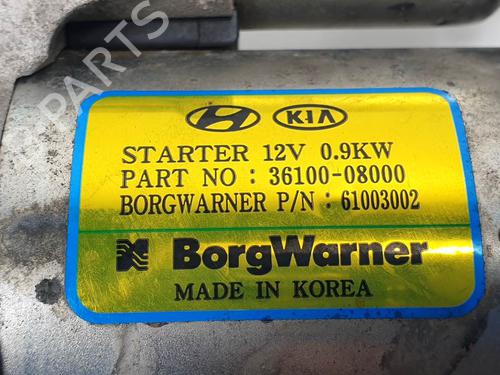 KIA
STARTER 12V 0.9KW
PART NO : 36100-08000
BORGWARNER P/N : 61003002
BorgWarner
MADE IN KOREA